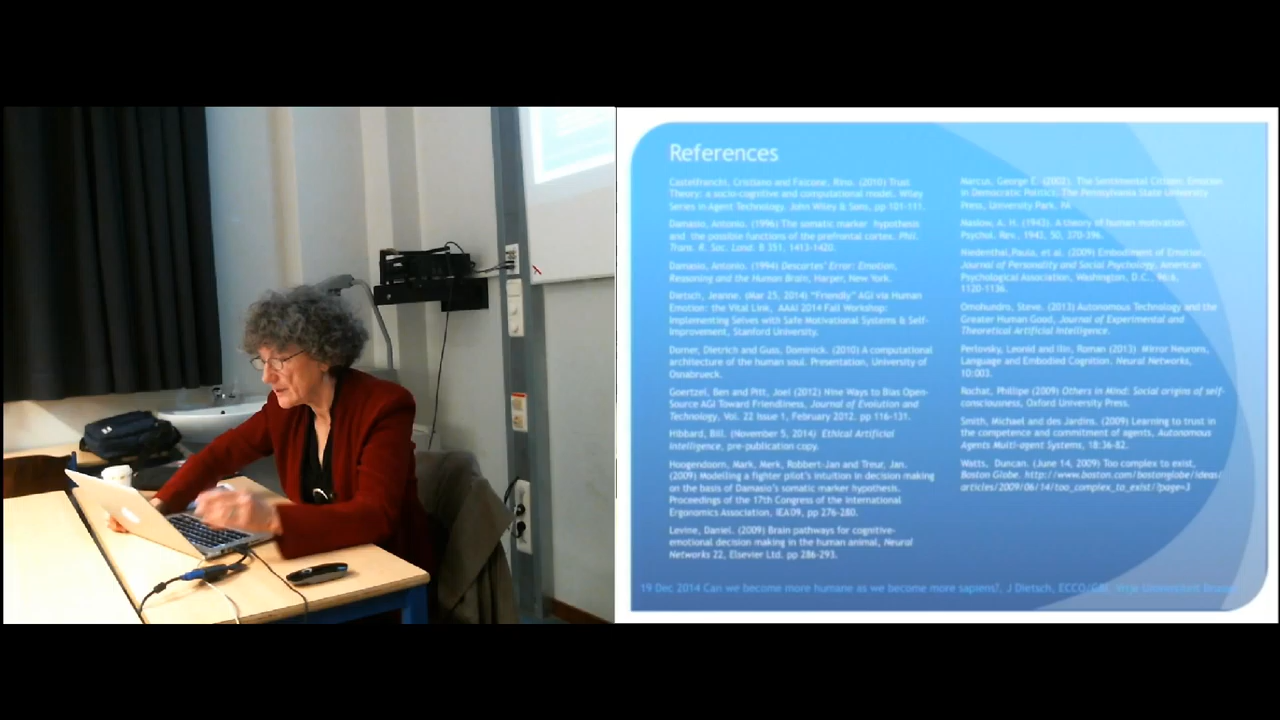 References
Castelfranchi, Cristiano and Falcone, Rino. (2010) Trust
Theory: a socio-cognitive and computational model. Wiley
Series in Agent Technology. John Wiley & Sons, pp 101-111.
Damasio, Antonio. (1996) The somatic marker hypothesis
and the possible functions of the prefrontal cortex. Phil.
Trans. R. Soc. Lond. B 351, 1413-1420.
Damasio, Antonio. (1994) Descartes' Error: Emotion,
Reasoning and the Human Brain, Harper, New York.
Dietsch, Jeanne. (Mar 25, 2014) "Friendly" AGI via Human
Emotion: the Vital Link, AAAI 2014 Fall Workshop:
Implementing Selves with Safe Motivational Systems & Self-
Improvement, Stanford University.
Dorner, Dietrich and Guss, Dominick. (2010) A computational
architecture of the human soul. Presentation, University of
Osnabrueck.
Goertzel, Ben and Pitt, Joel (2012) Nine Ways to Bias Open-
Source AGI Toward Friendliness, Journal of Evolution and
Technology, Vol. 22 Issue 1, February 2012. pp 116-131.
Hibbard, Bill. (November 5, 2014) Ethical Artificial
Intelligence, pre-publication copy.
Hoogendoorn, Mark, Merk, Robbert-Jan and Treur, Jan.
(2009) Modelling a fighter pilot's intuition in decision making
on the basis of Damasio's somatic marker hypothesis.
Proceedings of the 17th Congress of the International
Ergonomics Association, IEA'09, pp 276-280.
Levine, Daniel. (2009) Brain pathways for cognitive-
emotional decision making in the human animal, Neural
Networks 22, Elsevier Ltd. pp 286-293.
Marcus, George E. (2002). The Sentimental Citizen: Emotion
in Democratic Politics. The Pennsylvania State University
Press, University Park, PA
Maslow, A. H. (1943). A theory of human motivation.
Psychol. Rev., 1943, 50, 370-396.
Niedenthal, Paula, et al. (2009) Embodiment of Emotion,
Journal of Personality and Social Psychology, American
Psychological Association, Washington, D.C., 96:6,
1120-1136.
Omohundro, Steve. (2013) Autonomous Technology and the
Greater Human Good, Journal of Experimental and
Theoretical Artificial Intelligence.
Perlovsky, Leonid and Ilin, Roman (2013) Mirror Neurons,
Language and Embodied Cognition. Neural Networks,
10:003.
Rochat, Phillipe (2009) Others in Mind: Social origins of self-
consciousness, Oxford University Press.
Smith, Michael and des Jardins. (2009) Learning to trust in
the competence and commitment of agents, Autonomous
Agents Multi-agent Systems, 18:36-82.
Watts, Duncan. (June 14, 2009) Too complex to exist,
Boston Globe. http://www.boston.com/bostonglobe/ideas/
articles/2009/06/14/too_complex_to_exist/?page=3
19 Dec 2014 Can we become more humane as we become more sapiens?, J Dietsch, ECCO/GBI, Vrije Universiteit Brussel